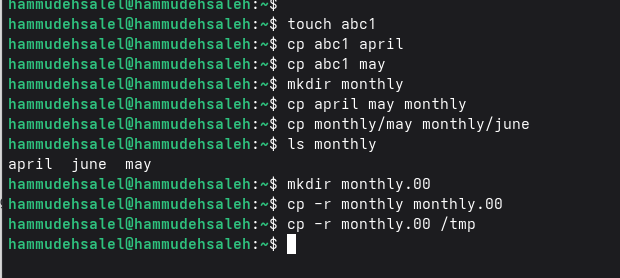 hammudehsalel@hammudehsaleh:~$
hammudehsalel@hammudehsaleh:~$ touch abc1
hammudehsalel@hammudehsaleh:~$ cp abc1 april
hammudehsalel@hammudehsaleh:~$ cp abc1 may
hammudehsalel@hammudehsaleh:~$ mkdir monthly
hammudehsalel@hammudehsaleh:~$ cp april may monthly
hammudehsalel@hammudehsaleh:~$ cp monthly/may monthly/june
hammudehsalel@hammudehsaleh:~$ ls monthly
april  june  may
hammudehsalel@hammudehsaleh:~$ mkdir monthly.00
hammudehsalel@hammudehsaleh:~$ cp -r monthly monthly.00
hammudehsalel@hammudehsaleh:~$ cp -r monthly.00 /tmp
hammudehsalel@hammudehsaleh:~$